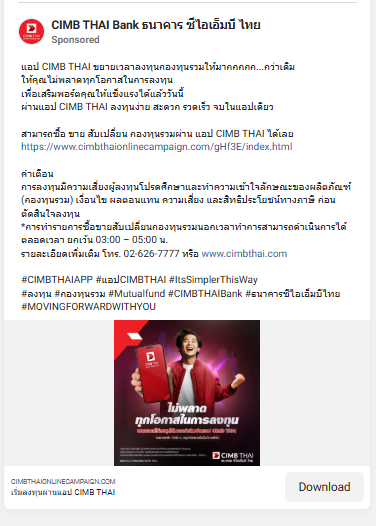 CIMB THAI Bank ธนาคาร ซีไอเอ็มบี ไทย
Sponsored
แอป CIMB THAI ขยายเวลาลงทุนกองทุนรวมให้มากกกกก...กว่าเดิม
ให้คุณไม่พลาดทุกโอกาสในการลงทุน
เพื่อเสริมพอร์ตคุณให้แข็งแรงได้แล้ววันนี้
ผ่านแอป CIMB THAI ลงทุนง่าย สะดวก รวดเร็ว จบในแอปเดียว
สามารถซื้อ ขาย สับเปลี่ยน กองทุนรวมผ่าน แอป CIMB THAI ได้เลย
https://www.cimbthaionlinecampaign.com/gHf3E/index.html
คำเตือน
การลงทุนมีความเสี่ยงผู้ลงทุนโปรดศึกษาและทำความเข้าใจลักษณะของผลิตภัณฑ์
(กองทุนรวม) เงื่อนไข ผลตอบแทน ความเสี่ยง และสิทธิประโยชน์ทางภาษี ก่อน
ตัดสินใจลงทุน
*การทำรายการซื้อขายสับเปลี่ยนกองทุนรวมนอกเวลาทำการสามารถดำเนินการได้
ตลอดเวลา ยกเว้น 03:00 – 05:00 น.
รายละเอียดเพิ่มเติม โทร. 02-626-7777 หรือ www.cimbthai.com
#CIMBTHAIAPP #แอปCIMBTHAI #ItsSimplerThisWay
#ลงทุน #กองทุนรวม #Mutualfund #CIMBTHAIBank #ธนาคารซีไอเอ็มบีไทย
#MOVINGFORWARDWITHYOU
CIMB THAI
ไม่พลาด
ทุกโอกาสในการลงทุน
CIMB THAI
CIMBTHAIONLINECAMPAIGN.COM
เริ่มลงทุนผ่านแอป CIMB THAI
Download